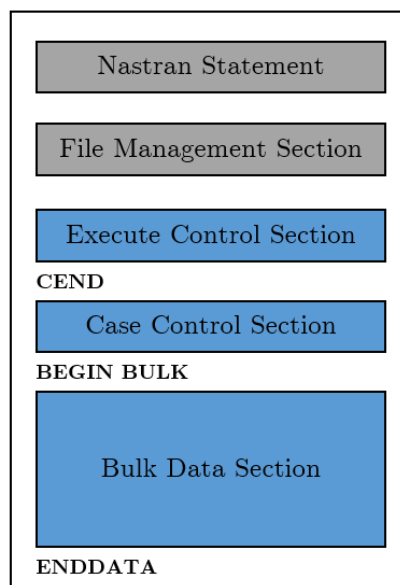 Nastran Statement
File Management Section
Execute Control Section
CEND
Case Control Section
BEGIN BULK
Bulk Data Section
ENDDATA